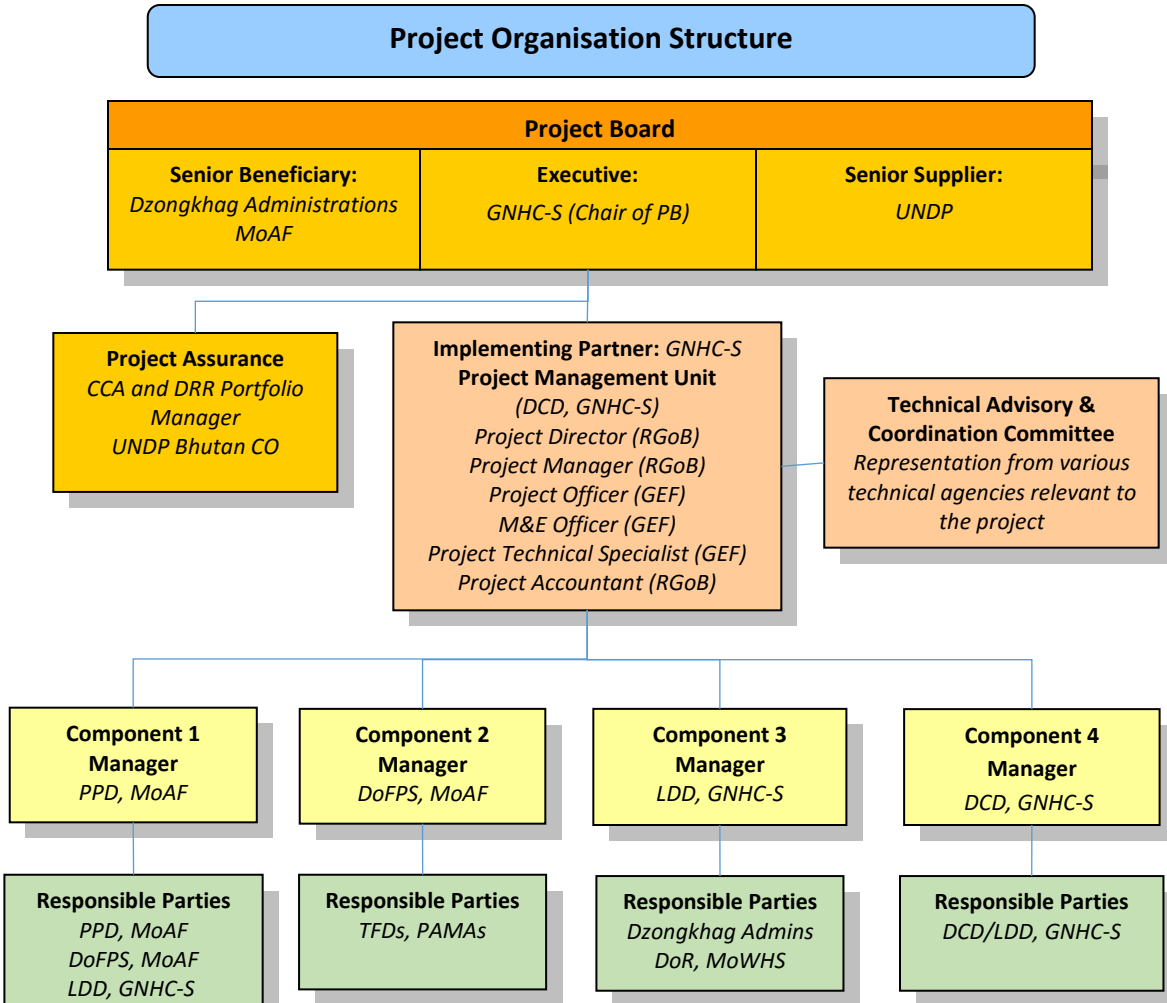 Project Organisation Structure
Project Board
Senior Beneficiary:
Dzongkhag Administrations
MoAF
Executive:
GNHC-S (Chair of PB)
Senior Supplier:
UNDP
Project Assurance
CCA and DRR Portfolio
Manager
UNDP Bhutan CO
Implementing Partner: GNHC-S
Project Management Unit
(DCD, GNHC-S)
Project Director (RGoB)
Project Manager (RGoB)
Project Officer (GEF)
M&E Officer (GEF)
Project Technical Specialist (GEF)
Project Accountant (RGoB)
Technical Advisory &
Coordination Committee
Representation from various
technical agencies relevant to
the project
Component 1
Manager
PPD, MoAF
Component 2
Manager
DoFPS, MoAF
Component 3
Manager
LDD, GNHC-S
Component 4
Manager
DCD, GNHC-S
Responsible Parties
PPD, MoAF
DoFPS, MoAF
LDD, GNHC-S
Responsible Parties
TFDs, PAMAs
Responsible Parties
Dzongkhag Admins
DoR, MoWHS
Responsible Parties
DCD/LDD, GNHC-S